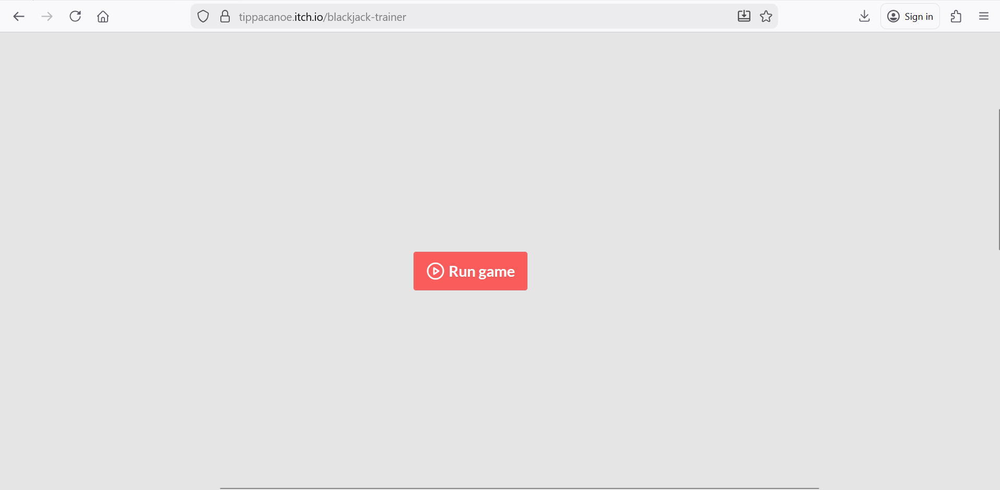 tippacanoe.itch.io/blackjack-trainer
Sign in
Run game